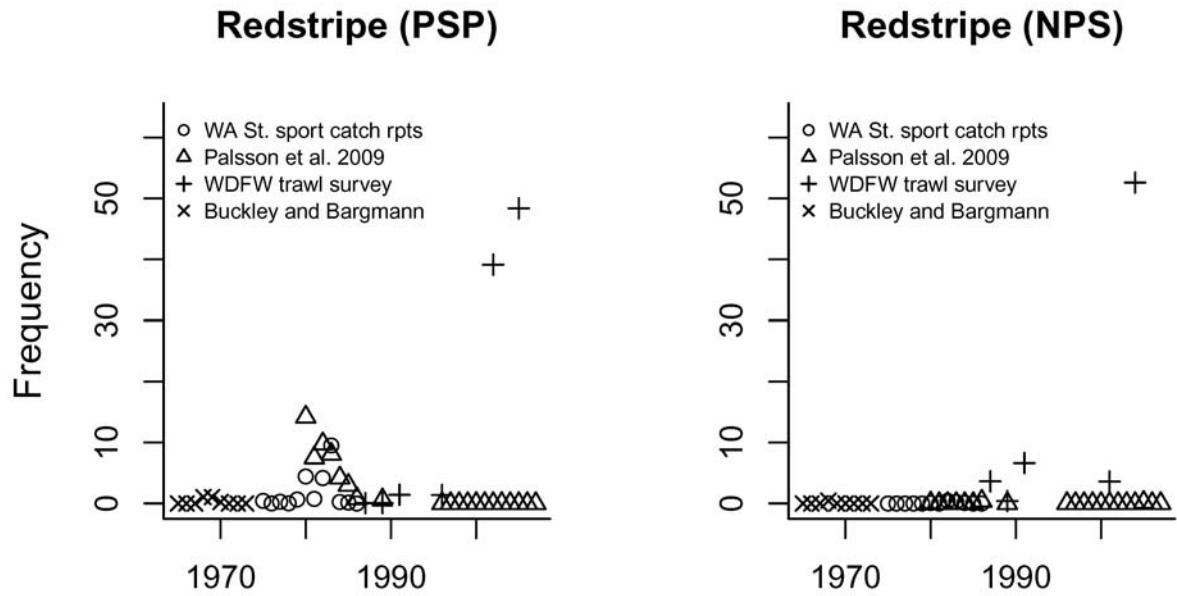 Redstripe (PSP)
WA St. sport catch rpts
Palsson et al. 2009
WDFW trawl survey
Buckley and Bargmann
Frequency
50
30
10
0
1970
1990
Redstripe (NPS)
WA St. sport catch rpts
Palsson et al. 2009
WDFW trawl survey
Buckley and Bargmann
50
30
10
0
1970
1990